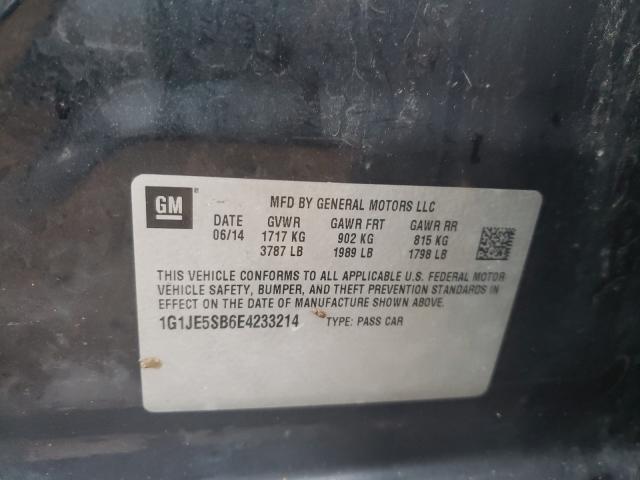 GM
MFD BY GENERAL MOTORS LLC
DATE GVWR GAWR FRT GAWR RR
06/14 1717 KG 902 KG 815 KG
3787 LB 1989 LB 1798 LB
THIS VEHICLE CONFORMS TO ALL APPLICABLE U.S. FEDERAL MOTOR
VEHICLE SAFETY, BUMPER, AND THEFT PREVENTION STANDARDS IN
EFFECT ON THE DATE OF MANUFACTURE SHOWN ABOVE.
1G1JE5SB6E4233214 TYPE: PASS CAR